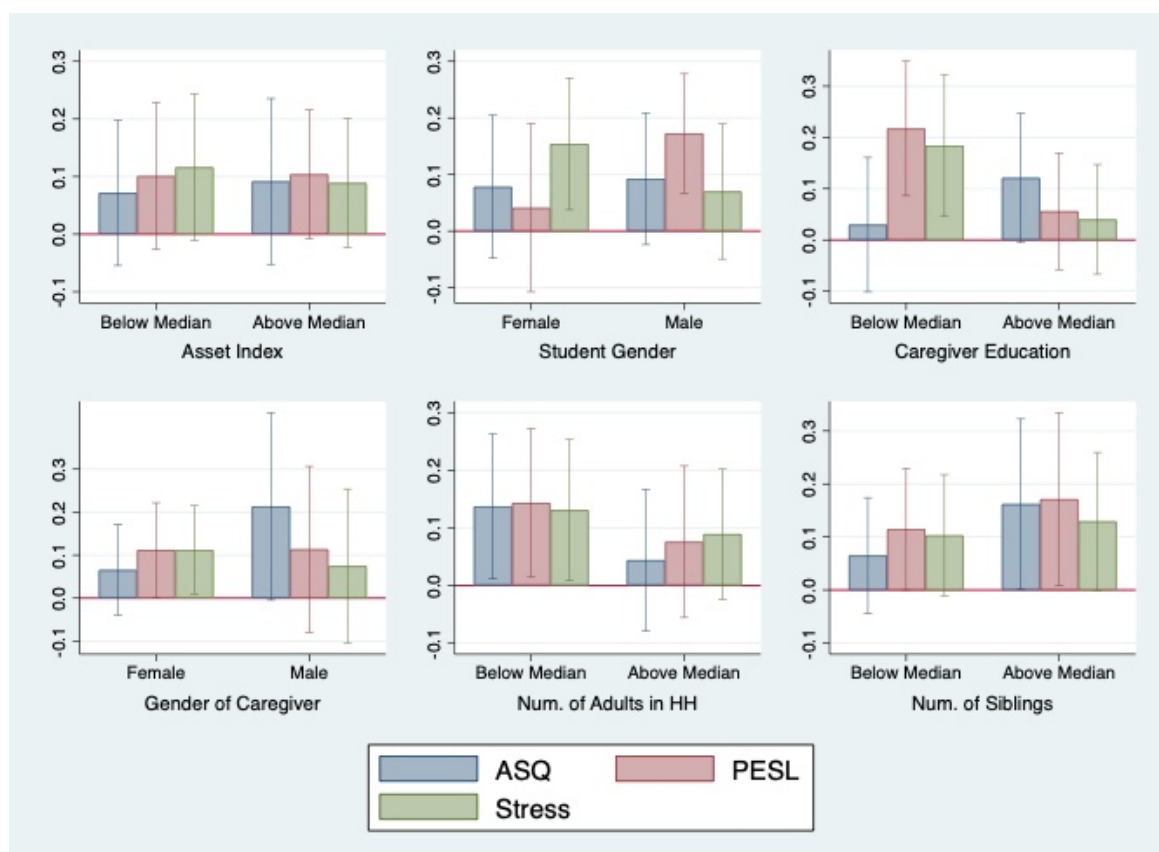 0.3
0.2
0.1
0.0
-0.1
Below Median Above Median
Asset Index
0.3
0.2
0.1
0.0
-0.1
Female Male
Student Gender
0.3
0.2
0.1
0.0
-0.1
Below Median Above Median
Caregiver Education
0.3
0.2
0.1
0.0
-0.1
Female Male
Gender of Caregiver
0.3
0.2
0.1
0.0
-0.1
Below Median Above Median
Num. of Adults in HH
0.3
0.2
0.1
0.0
-0.1
Below Median Above Median
Num. of Siblings
ASQ PESL
Stress